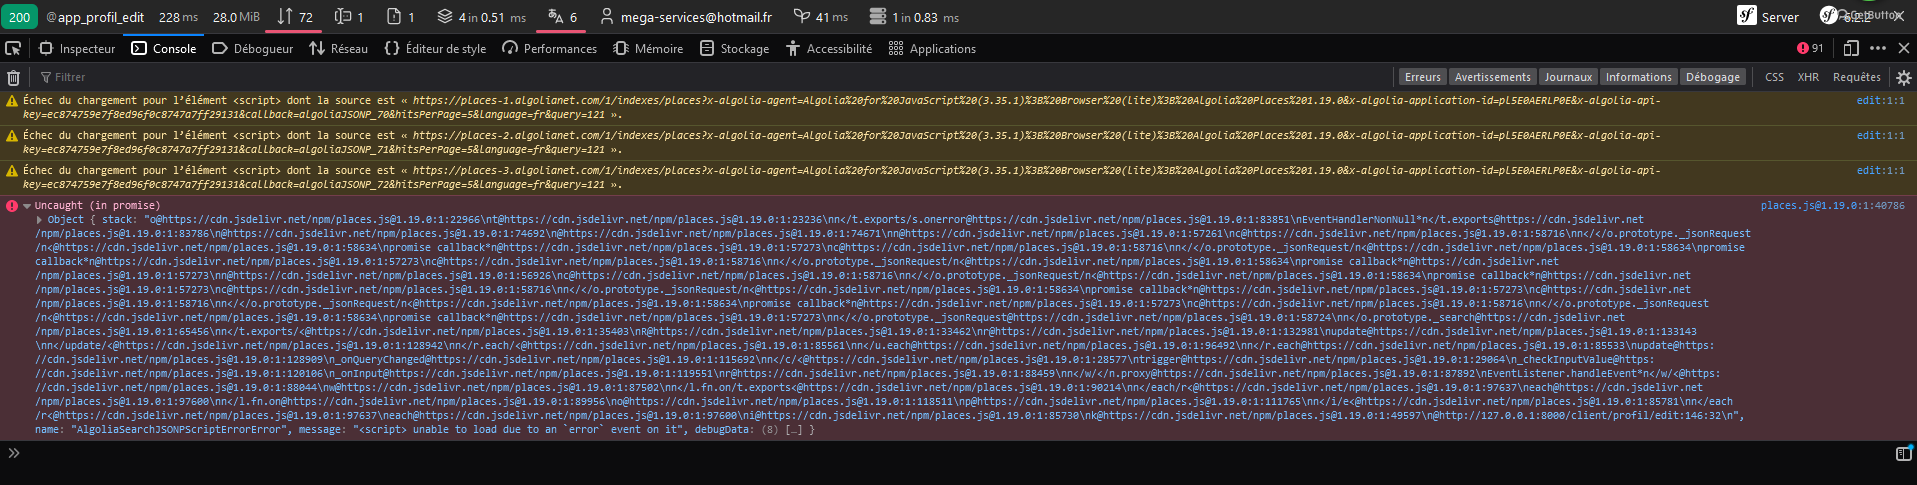 200 @app_profil_edit 228 ms 28.0 MiB 72 1 1 4 in 0.51 ms 6 mega-services@hotmail.fr 41 ms 1 in 0.83 ms Server
GetButton
Inspecteur Console Débogueur Réseau Éditeur de style Performances Mémoire Stockage Accessibilité Applications 91
Filtrer Erreurs Avertissements Journaux Informations Débogage CSS XHR Requêtes
Échec du chargement pour l’élément <script> dont la source est « https://places-1.algolianet.com/1/indexes/places?x-algolia-agent=Algolia%20for%20JavaScript%20(3.35.1)%3B%20Browser%20(lite)%3B%20Algolia%20Places%201.19.0&x-algolia-application-id=pl5E0AERLP0E&x-algolia-api- edit:1:1
key=ec874759e7f8ed96f0c8747a7ff29131&callback=algoliaJSONP_70&hitsPerPage=5&language=fr&query=121 ».
Échec du chargement pour l’élément <script> dont la source est « https://places-2.algolianet.com/1/indexes/places?x-algolia-agent=Algolia%20for%20JavaScript%20(3.35.1)%3B%20Browser%20(lite)%3B%20Algolia%20Places%201.19.0&x-algolia-application-id=pl5E0AERLP0E&x-algolia-api- edit:1:1
key=ec874759e7f8ed96f0c8747a7ff29131&callback=algoliaJSONP_71&hitsPerPage=5&language=fr&query=121 ».
Échec du chargement pour l’élément <script> dont la source est « https://places-3.algolianet.com/1/indexes/places?x-algolia-agent=Algolia%20for%20JavaScript%20(3.35.1)%3B%20Browser%20(lite)%3B%20Algolia%20Places%201.19.0&x-algolia-application-id=pl5E0AERLP0E&x-algolia-api- edit:1:1
key=ec874759e7f8ed96f0c8747a7ff29131&callback=algoliaJSONP_72&hitsPerPage=5&language=fr&query=121 ».
Uncaught (in promise) places.js@1.19.0:1:40786
Object { stack: "o@https://cdn.jsdelivr.net/npm/places.js@1.19.0:1:22966\nt@https://cdn.jsdelivr.net/npm/places.js@1.19.0:1:23236\nn</t.exports/s.onerror@https://cdn.jsdelivr.net/npm/places.js@1.19.0:1:83851\nEventHandlerNonNull*n</t.exports@https://cdn.jsdelivr.net
/npm/places.js@1.19.0:1:83786\n@https://cdn.jsdelivr.net/npm/places.js@1.19.0:1:74692\n@https://cdn.jsdelivr.net/npm/places.js@1.19.0:1:74671\nn@https://cdn.jsdelivr.net/npm/places.js@1.19.0:1:57261\nc@https://cdn.jsdelivr.net/npm/places.js@1.19.0:1:58716\nn</</o.prototype._jsonRequest
/n<@https://cdn.jsdelivr.net/npm/places.js@1.19.0:1:58634\npromise callback*n@https://cdn.jsdelivr.net/npm/places.js@1.19.0:1:57273\nc@https://cdn.jsdelivr.net/npm/places.js@1.19.0:1:58716\nn</</o.prototype._jsonRequest/n<@https://cdn.jsdelivr.net/npm/places.js@1.19.0:1:58634\npromise
callback*n@https://cdn.jsdelivr.net/npm/places.js@1.19.0:1:57273\nc@https://cdn.jsdelivr.net/npm/places.js@1.19.0:1:58716\nn</</o.prototype._jsonRequest/n<@https://cdn.jsdelivr.net/npm/places.js@1.19.0:1:58634\npromise callback*n@https://cdn.jsdelivr.net
/npm/places.js@1.19.0:1:57273\nn@https://cdn.jsdelivr.net/npm/places.js@1.19.0:1:56926\nc@https://cdn.jsdelivr.net/npm/places.js@1.19.0:1:58716\nn</</o.prototype._jsonRequest/n<@https://cdn.jsdelivr.net/npm/places.js@1.19.0:1:58634\npromise callback*n@https://cdn.jsdelivr.net
/npm/places.js@1.19.0:1:57273\nc@https://cdn.jsdelivr.net/npm/places.js@1.19.0:1:58716\nn</</o.prototype._jsonRequest/n<@https://cdn.jsdelivr.net/npm/places.js@1.19.0:1:58634\npromise callback*n@https://cdn.jsdelivr.net/npm/places.js@1.19.0:1:57273\nc@https://cdn.jsdelivr.net
/npm/places.js@1.19.0:1:58716\nn</</o.prototype._jsonRequest/n<@https://cdn.jsdelivr.net/npm/places.js@1.19.0:1:58634\npromise callback*n@https://cdn.jsdelivr.net/npm/places.js@1.19.0:1:57273\nc@https://cdn.jsdelivr.net/npm/places.js@1.19.0:1:58716\nn</</o.prototype._jsonRequest
/n<@https://cdn.jsdelivr.net/npm/places.js@1.19.0:1:58634\npromise callback*n@https://cdn.jsdelivr.net/npm/places.js@1.19.0:1:57273\nn</</o.prototype._jsonRequest@https://cdn.jsdelivr.net/npm/places.js@1.19.0:1:58724\nn</o.prototype._search@https://cdn.jsdelivr.net
/npm/places.js@1.19.0:1:65456\nn</t.exports/<@https://cdn.jsdelivr.net/npm/places.js@1.19.0:1:35403\nR@https://cdn.jsdelivr.net/npm/places.js@1.19.0:1:33462\nr@https://cdn.jsdelivr.net/npm/places.js@1.19.0:1:132981\nupdate@https://cdn.jsdelivr.net/npm/places.js@1.19.0:1:133143
\nn</update/<@https://cdn.jsdelivr.net/npm/places.js@1.19.0:1:128942\nn</r.each/<@https://cdn.jsdelivr.net/npm/places.js@1.19.0:1:85561\nn</u.each@https://cdn.jsdelivr.net/npm/places.js@1.19.0:1:96492\nn</r.each@https://cdn.jsdelivr.net/npm/places.js@1.19.0:1:85533\nupdate@https:
//cdn.jsdelivr.net/npm/places.js@1.19.0:1:128909\n_onQueryChanged@https://cdn.jsdelivr.net/npm/places.js@1.19.0:1:115692\nn</c/<@https://cdn.jsdelivr.net/npm/places.js@1.19.0:1:28577\ntrigger@https://cdn.jsdelivr.net/npm/places.js@1.19.0:1:29064\n_checkInputValue@https:
//cdn.jsdelivr.net/npm/places.js@1.19.0:1:120106\n_onInput@https://cdn.jsdelivr.net/npm/places.js@1.19.0:1:119551\nr@https://cdn.jsdelivr.net/npm/places.js@1.19.0:1:88459\nn</w/</n.proxy@https://cdn.jsdelivr.net/npm/places.js@1.19.0:1:87892\nEventListener.handleEvent*n</w/<@https:
//cdn.jsdelivr.net/npm/places.js@1.19.0:1:88044\nw@https://cdn.jsdelivr.net/npm/places.js@1.19.0:1:87502\nn</l.fn.on/t.exports<@https://cdn.jsdelivr.net/npm/places.js@1.19.0:1:90214\nn</each/r<@https://cdn.jsdelivr.net/npm/places.js@1.19.0:1:97637\neach@https://cdn.jsdelivr.net
/npm/places.js@1.19.0:1:97600\nn</l.fn.on@https://cdn.jsdelivr.net/npm/places.js@1.19.0:1:89956\no@https://cdn.jsdelivr.net/npm/places.js@1.19.0:1:118511\np@https://cdn.jsdelivr.net/npm/places.js@1.19.0:1:111765\nn</i/e<@https://cdn.jsdelivr.net/npm/places.js@1.19.0:1:85781\nn</each
/r<@https://cdn.jsdelivr.net/npm/places.js@1.19.0:1:97637\neach@https://cdn.jsdelivr.net/npm/places.js@1.19.0:1:97600\ni@https://cdn.jsdelivr.net/npm/places.js@1.19.0:1:85730\nk@https://cdn.jsdelivr.net/npm/places.js@1.19.0:1:49597\n@http://127.0.0.1:8000/client/profil/edit:146:32\n",
name: "AlgoliaSearchJSONPScriptErrorError", message: "<script> unable to load due to an `error` event on it", debugData: (8) […] }